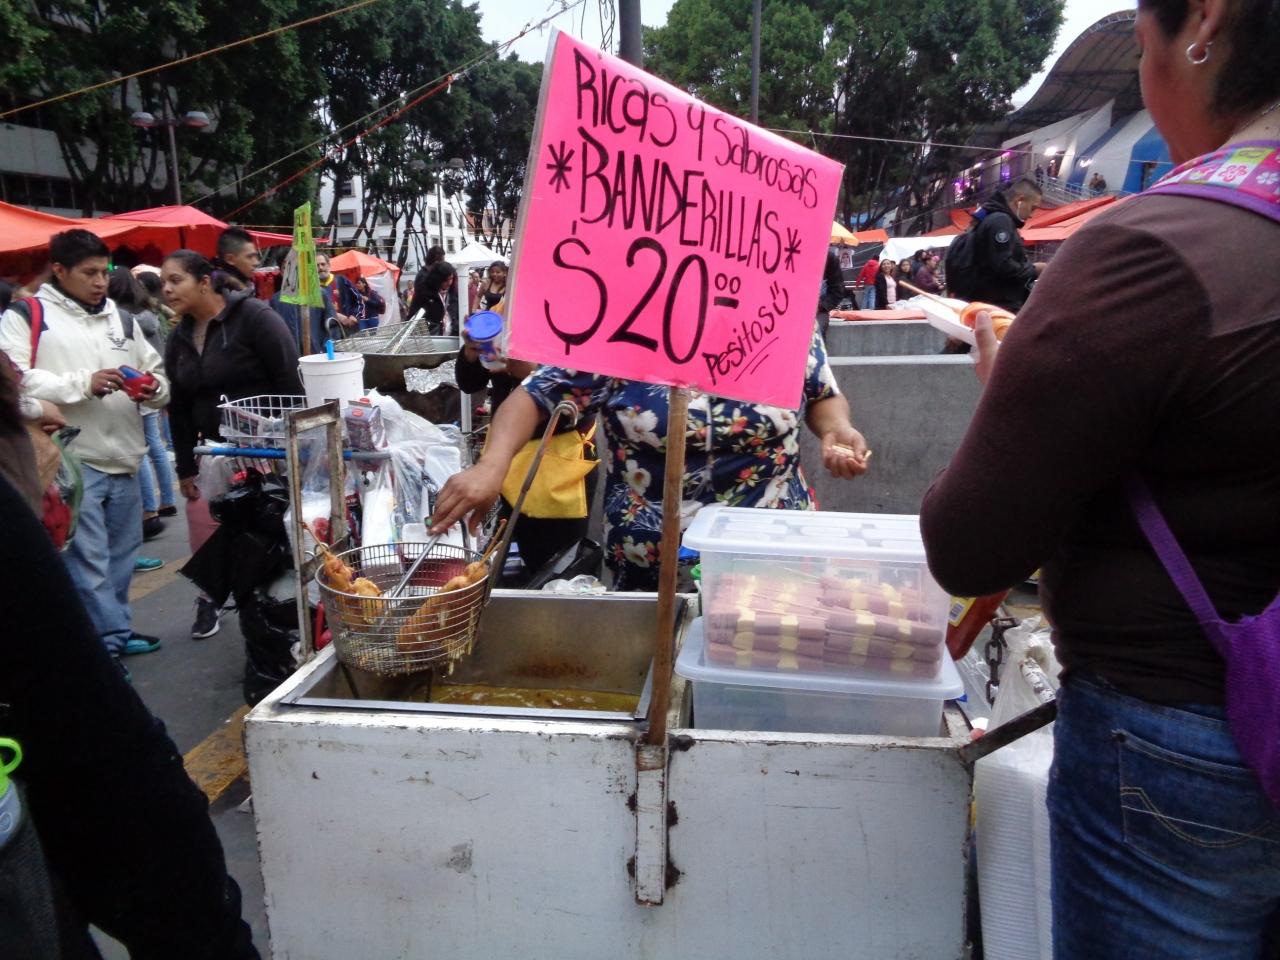 Ricas y sabrosas
*BANDERILLAS*
$20.00
pesitos